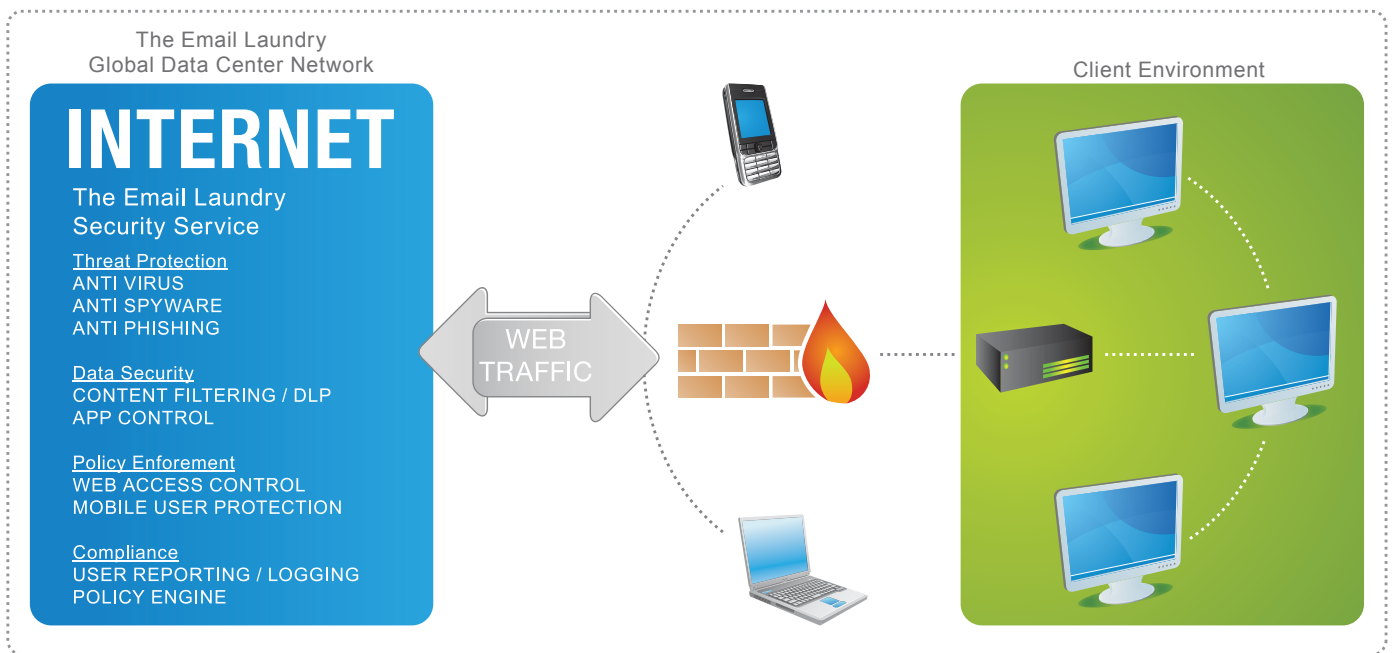 The Email Laundry
Global Data Center Network
INTERNET
The Email Laundry
Security Service
Threat Protection
ANTI VIRUS
ANTI SPYWARE
ANTI PHISHING
Data Security
CONTENT FILTERING / DLP
APP CONTROL
Policy Enforement
WEB ACCESS CONTROL
MOBILE USER PROTECTION
Compliance
USER REPORTING / LOGGING
POLICY ENGINE
WEB
TRAFFIC
Client Environment